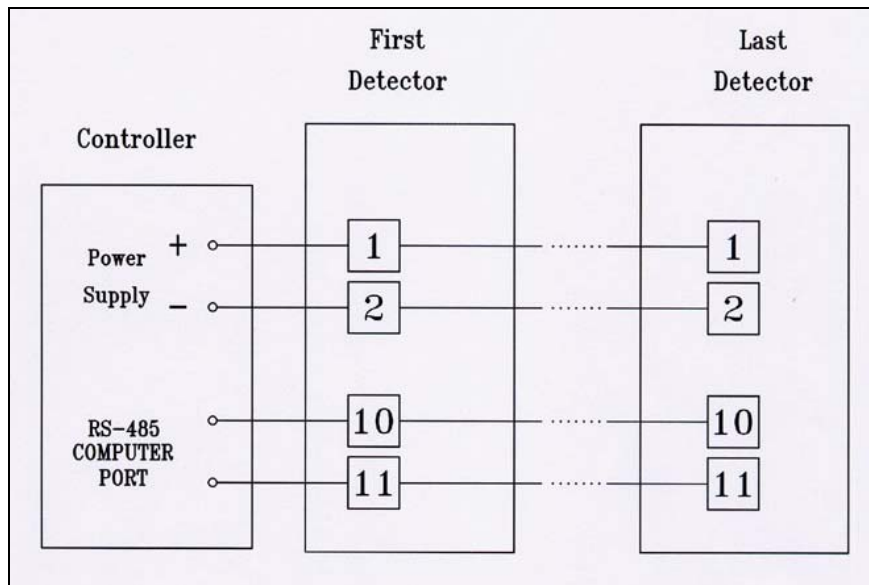 First
Detector
Last
Detector
Controller
Power
Supply
+
-
1
2
10
11
1
2
10
11
RS-485
COMPUTER
PORT